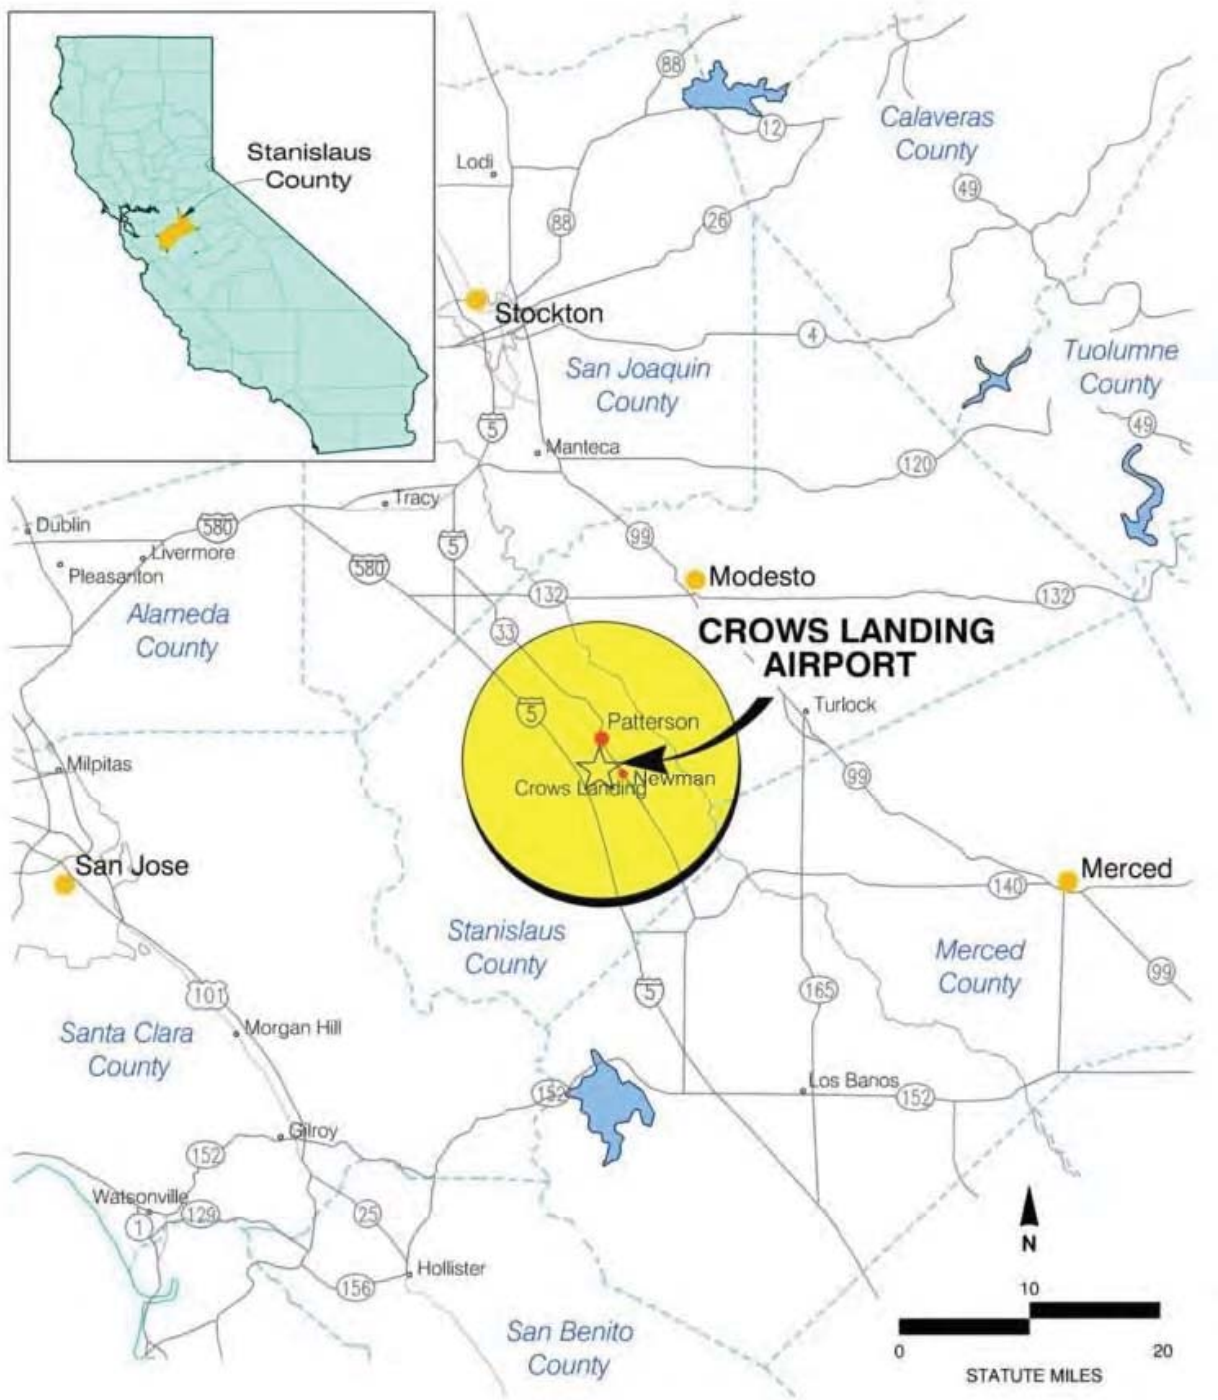 Stanislaus
County
88
12
Calaveras
County
Lodi
49
88
26
Stockton
4
San Joaquin
County
Tuolumne
County
5
49
Manteca
120
Tracy
Dublin
580
99
5
Livermore
580
Pleasanton
Modesto
132
132
Alameda
County
33
CROWS LANDING
AIRPORT
5
Turlock
Patterson
Milpitas
Newman
99
Crows Landing
San Jose
Merced
140
Stanislaus
County
Merced
County
99
5
165
101
Santa Clara
County
Morgan Hill
Los Banos
152
152
Gilroy
152
Watsonville
129
1
25
N
Hollister
156
10
San Benito
County
0
20
STATUTE MILES